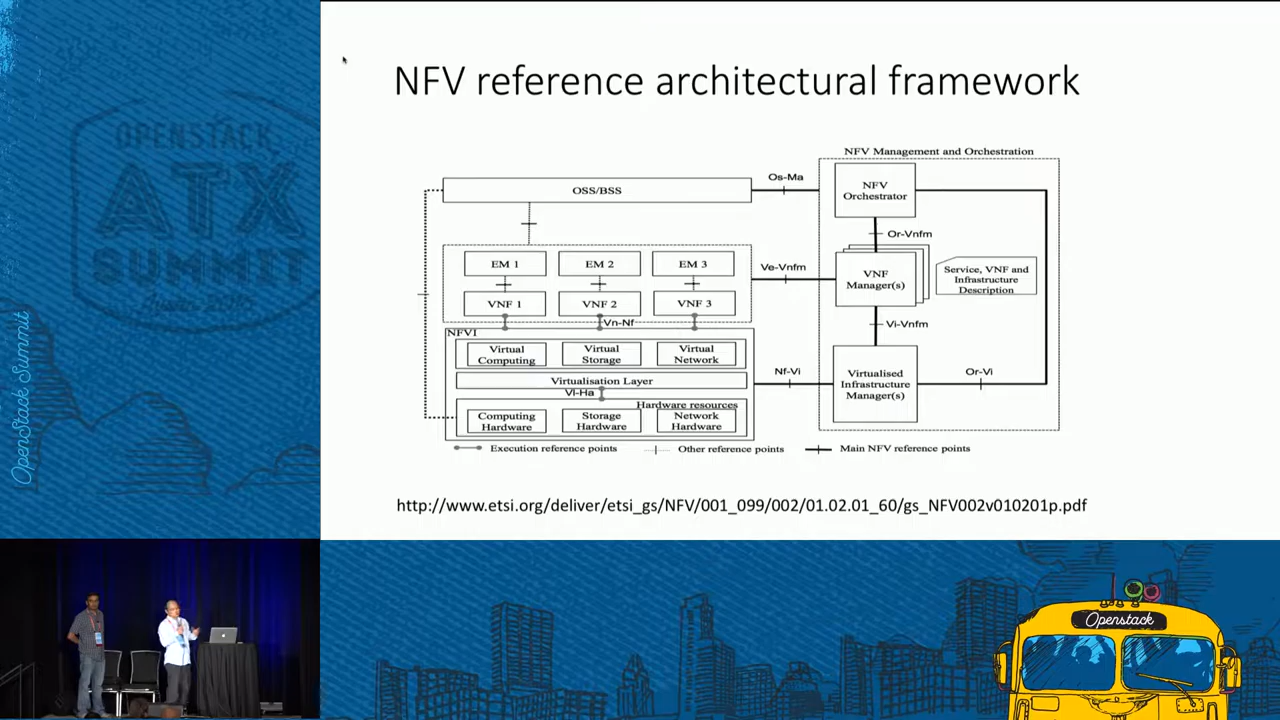 NFV reference architectural framework
NFV Management and Orchestration
OSS/BSS
Os-Ma
NFV
Orchestrator
Or-Vnfm
EM 1
EM 2
EM 3
Ve-Vnfm
VNF
Manager(s)
Service, VNF and
Infrastructure
Description
VNF 1
VNF 2
VNF 3
Vn-Nf
Vi-Vnfm
NFVI
Virtual
Computing
Virtual
Storage
Virtual
Network
Virtualisation Layer
Nf-Vi
Virtualised
Infrastructure
Manager(s)
Or-Vi
Vl-Ha
Hardware resources
Computing
Hardware
Storage
Hardware
Network
Hardware
Execution reference points
Other reference points
Main NFV reference points
http://www.etsi.org/deliver/etsi_gs/NFV/001_099/002/01.02.01_60/gs_NFV002v010201p.pdf
OPENSTACK
ATX
SUMMIT
OpenStack Summit
Openstack